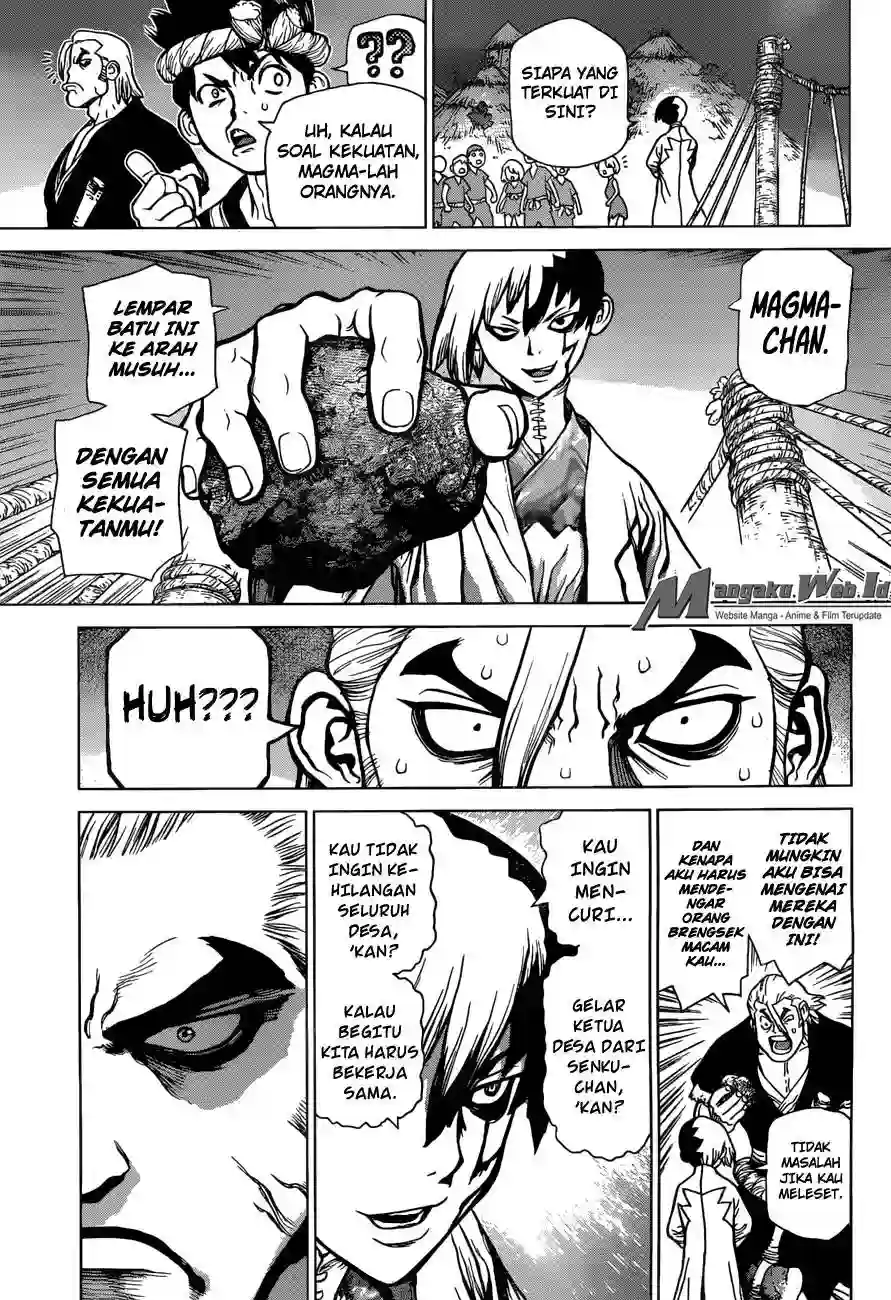 SIAPA YANG
TERKUAT DI
SINI?
??
UH, KALAU
SOAL KEKUATAN,
MAGMA-LAH
ORANGNYA.
MAGMA-
CHAN.
LEMPAR
BATU INI
KE ARAH
MUSUH...
DENGAN
SEMUA
KEKUA-
TANMU!
Mangaku.Web.Id
Website Manga - Anime & Film Terupdate
HUH???
TIDAK
MUNGKIN
AKU BISA
MENGENAI
MEREKA
DENGAN
INI!
DAN
KENAPA
AKU HARUS
MENDE-
NGAR
ORANG
BRENGSEK
MACAM
KAU...
TIDAK
MASALAH
JIKA KAU
MELESET.
KAU
INGIN
MEN-
CURI...
GELAR
KETUA
DESA DARI
SENKU-
CHAN,
'KAN?
KAU TIDAK
INGIN KE-
HILANGAN
SELURUH
DESA,
'KAN?
KALAU
BEGITU
KITA HARUS
BEKERJA
SAMA.